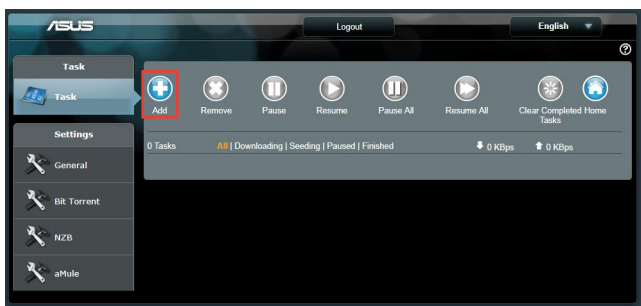 ASUS
Logout
English
?
Task
Task
Add
Remove
Pause
Resume
Pause All
Resume All
Clear Completed Tasks
Home
0 Tasks
All | Downloading | Seeding | Paused | Finished
0 KBps
0 KBps
Settings
General
Bit Torrent
NZB
aMule